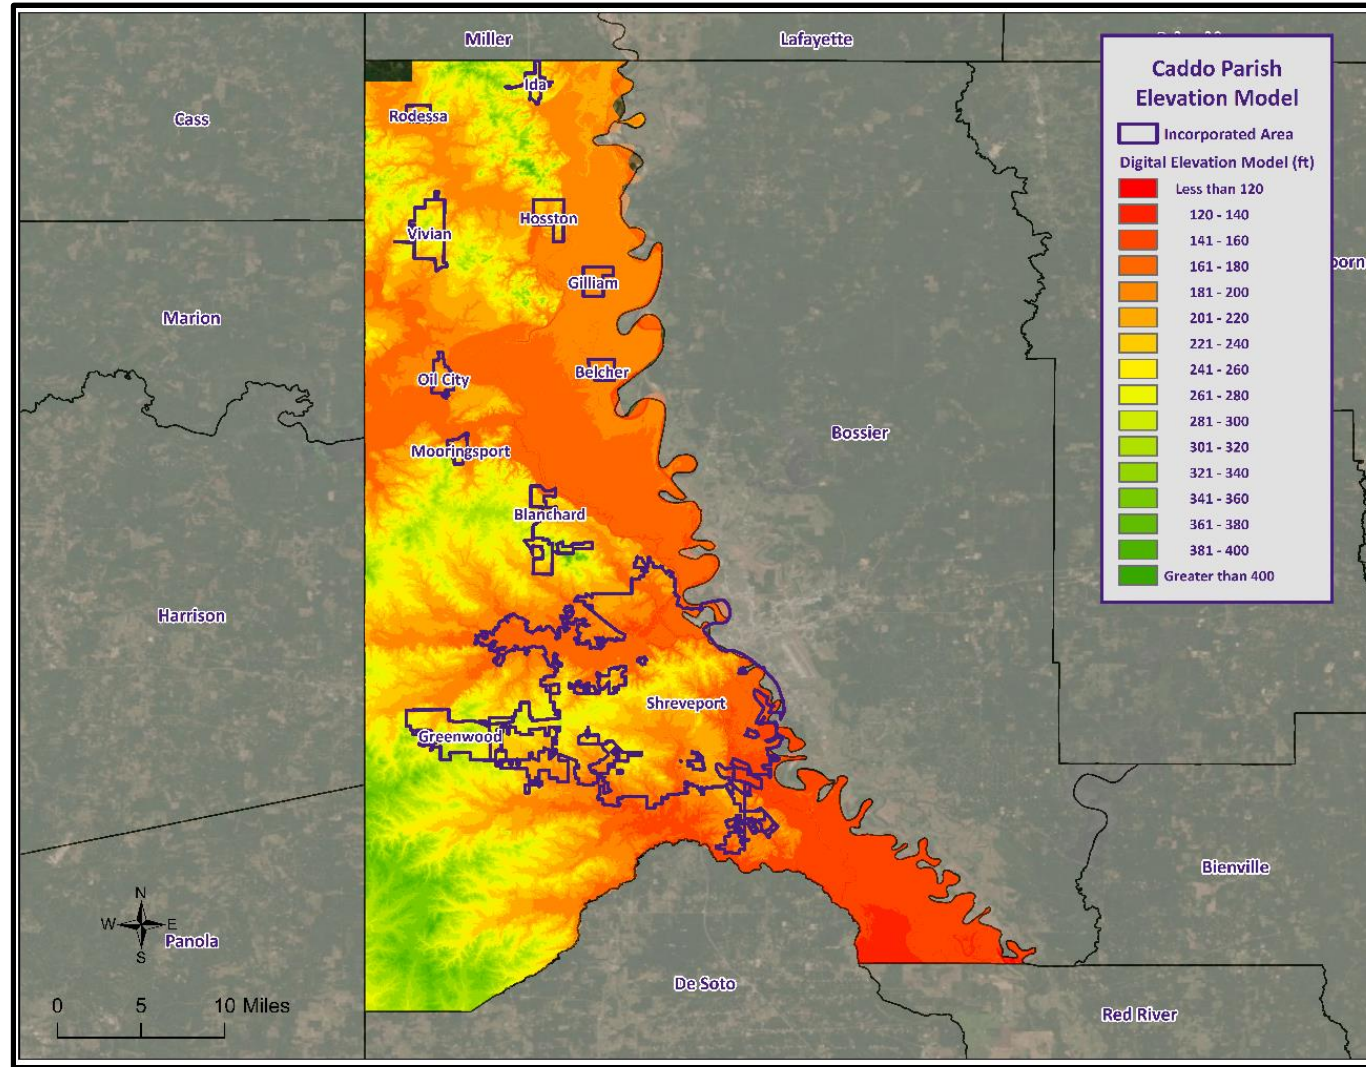 Miller
Lafayette
Caddo Parish
Elevation Model
Incorporated Area
Digital Elevation Model (ft)
Less than 120
120 - 140
141 - 160
161 - 180
181 - 200
201 - 220
221 - 240
241 - 260
261 - 280
281 - 300
301 - 320
321 - 340
341 - 360
361 - 380
381 - 400
Greater than 400
Ida
Rodessa
Cass
Hosston
Vivian
Gilliam
Marion
Belcher
Oil City
Bossier
Mooringsport
Blanchard
Harrison
Shreveport
Greenwood
Bienville
N
W E
S
Panola
De Soto
0 5 10 Miles
Red River